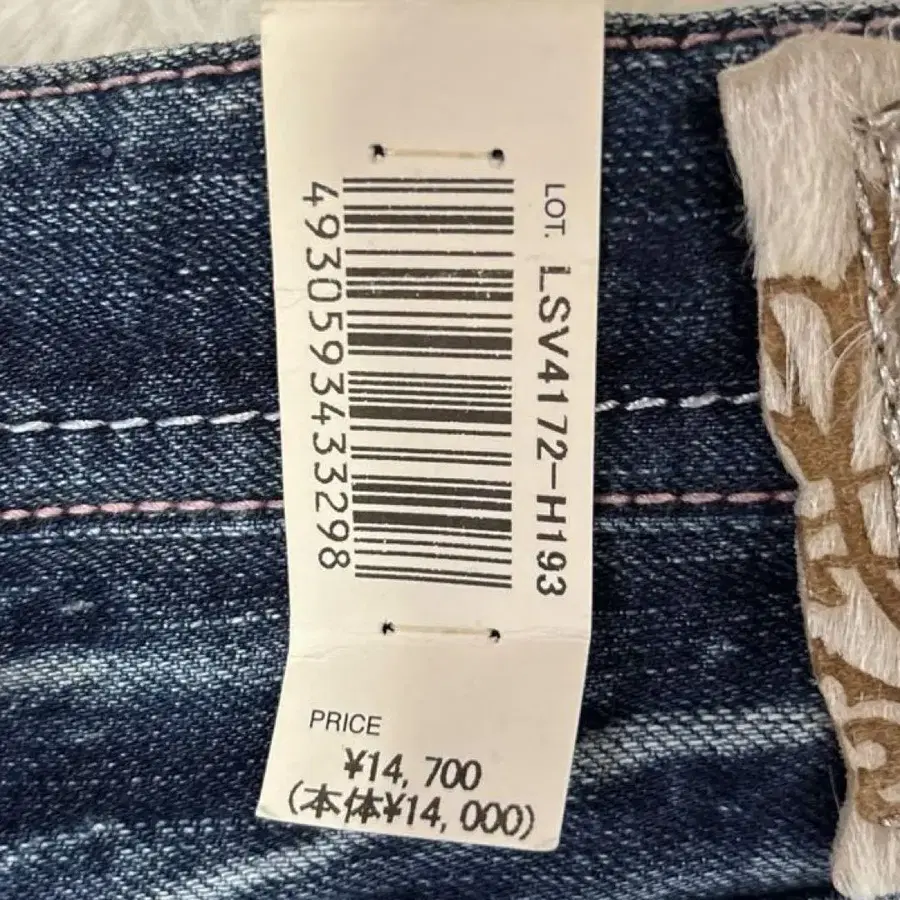 LOT. LSV4172-H193
4930593433298
PRICE
¥14,700
(本体¥14,000)